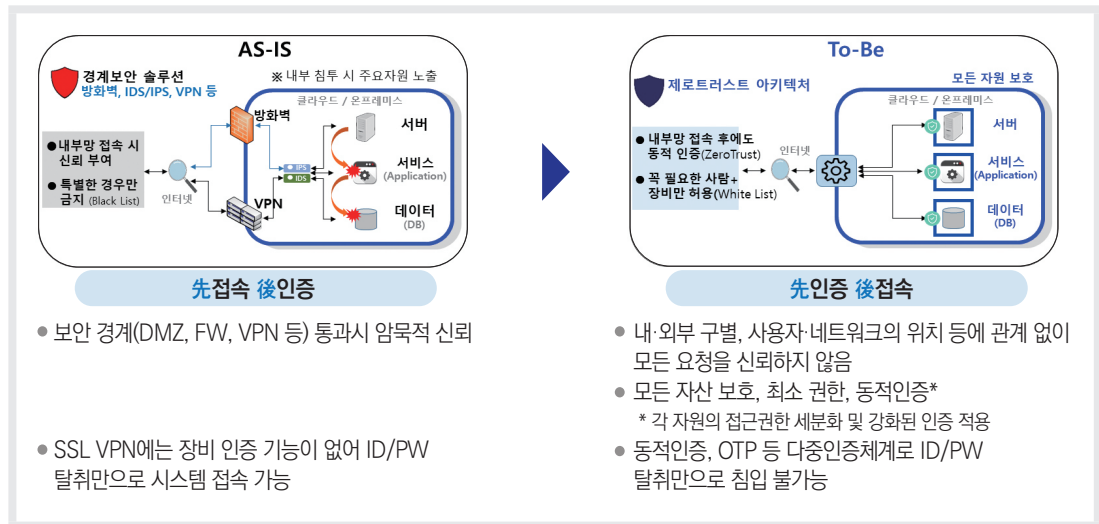 AS-IS
경계보안 솔루션
방화벽, IDS/IPS, VPN 등
※ 내부 침투 시 주요자원 노출
클라우드 / 온프레미스
방화벽
서버
●내부망 접속 시
신뢰 부여
● 특별한 경우만
금지 (Black List)
인터넷
IPS
IDS
서비스
(Application)
VPN
데이터
(DB)
先접속 後인증
● 보안 경계(DMZ, FW, VPN 등) 통과시 암묵적 신뢰
● SSL VPN에는 장비 인증 기능이 없어 ID/PW
탈취만으로 시스템 접속 가능
To-Be
제로트러스트 아키텍처
모든 자원 보호
클라우드 / 온프레미스
서버
● 내부망 접속 후에도
동적 인증(ZeroTrust)
● 꼭 필요한 사람+
장비만 허용(White List)
인터넷
서비스
(Application)
데이터
(DB)
先인증 後접속
● 내·외부 구별, 사용자·네트워크의 위치 등에 관계 없이
모든 요청을 신뢰하지 않음
● 모든 자산 보호, 최소 권한, 동적인증*
* 각 자원의 접근권한 세분화 및 강화된 인증 적용
● 동적인증, OTP 등 다중인증체계로 ID/PW
탈취만으로 침입 불가능